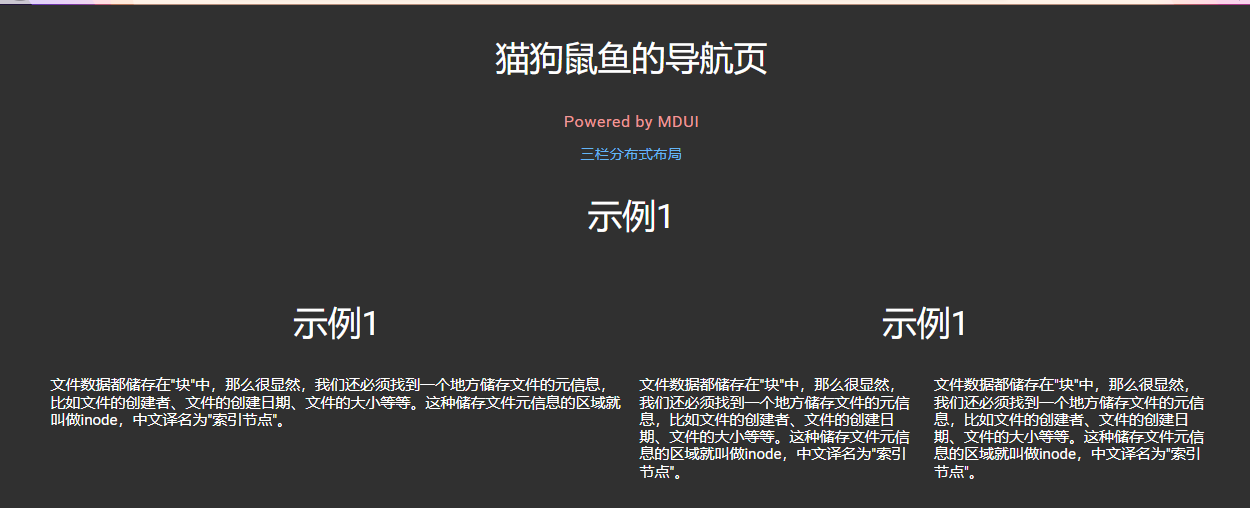 猫狗鼠鱼的导航页
Powered by MDUI
三栏分布式布局
示例1
示例1
示例1
文件数据都储存在"块"中，那么很显然，我们还必须找到一个地方储存文件的元信息，
比如文件的创建者、文件的创建日期、文件的大小等等。这种储存文件元信息的区域就
叫做inode，中文译名为"索引节点"。
文件数据都储存在"块"中，那么很显然，
我们还必须找到一个地方储存文件的元信
息，比如文件的创建者、文件的创建日
期、文件的大小等等。这种储存文件元信
息的区域就叫做inode，中文译名为"索引
节点"。
文件数据都储存在"块"中，那么很显然，
我们还必须找到一个地方储存文件的元信
息，比如文件的创建者、文件的创建日
期、文件的大小等等。这种储存文件元信
息的区域就叫做inode，中文译名为"索引
节点"。